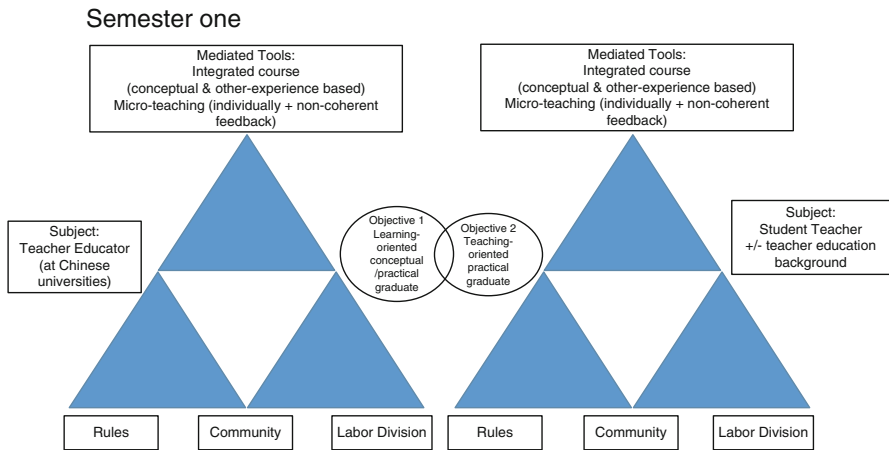 Semester one
Mediated Tools:
Integrated course
(conceptual & other-experience based)
Micro-teaching (individually + non-coherent
feedback)
Mediated Tools:
Integrated course
(conceptual & other-experience based)
Micro-teaching (individually + non-coherent
feedback)
Subject:
Teacher Educator
(at Chinese
universities)
Objective 1
Learning-
oriented
conceptual
/practical
graduate
Objective 2
Teaching-
oriented
practical
graduate
Subject:
Student Teacher
+/- teacher education
background
Rules
Community
Labor Division
Rules
Community
Labor Division